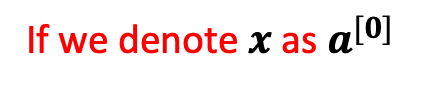 If we denote x as a^[0]